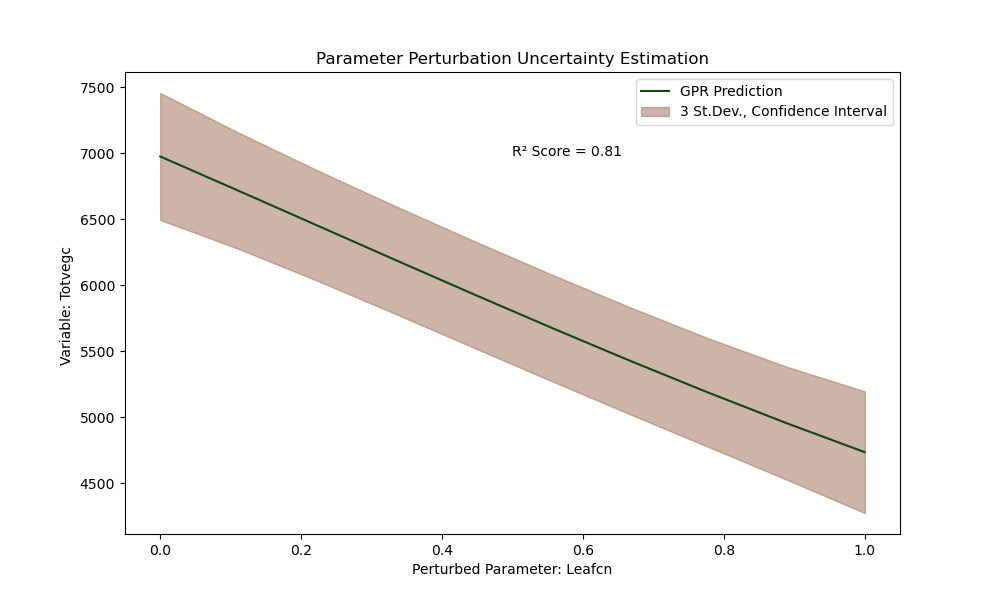 Parameter Perturbation Uncertainty Estimation
GPR Prediction
3 St.Dev., Confidence Interval
R² Score = 0.81
7500
7000
6500
6000
5500
5000
4500
Variable: Totvegc
0.0 0.2 0.4 0.6 0.8 1.0
Perturbed Parameter: Leafcn